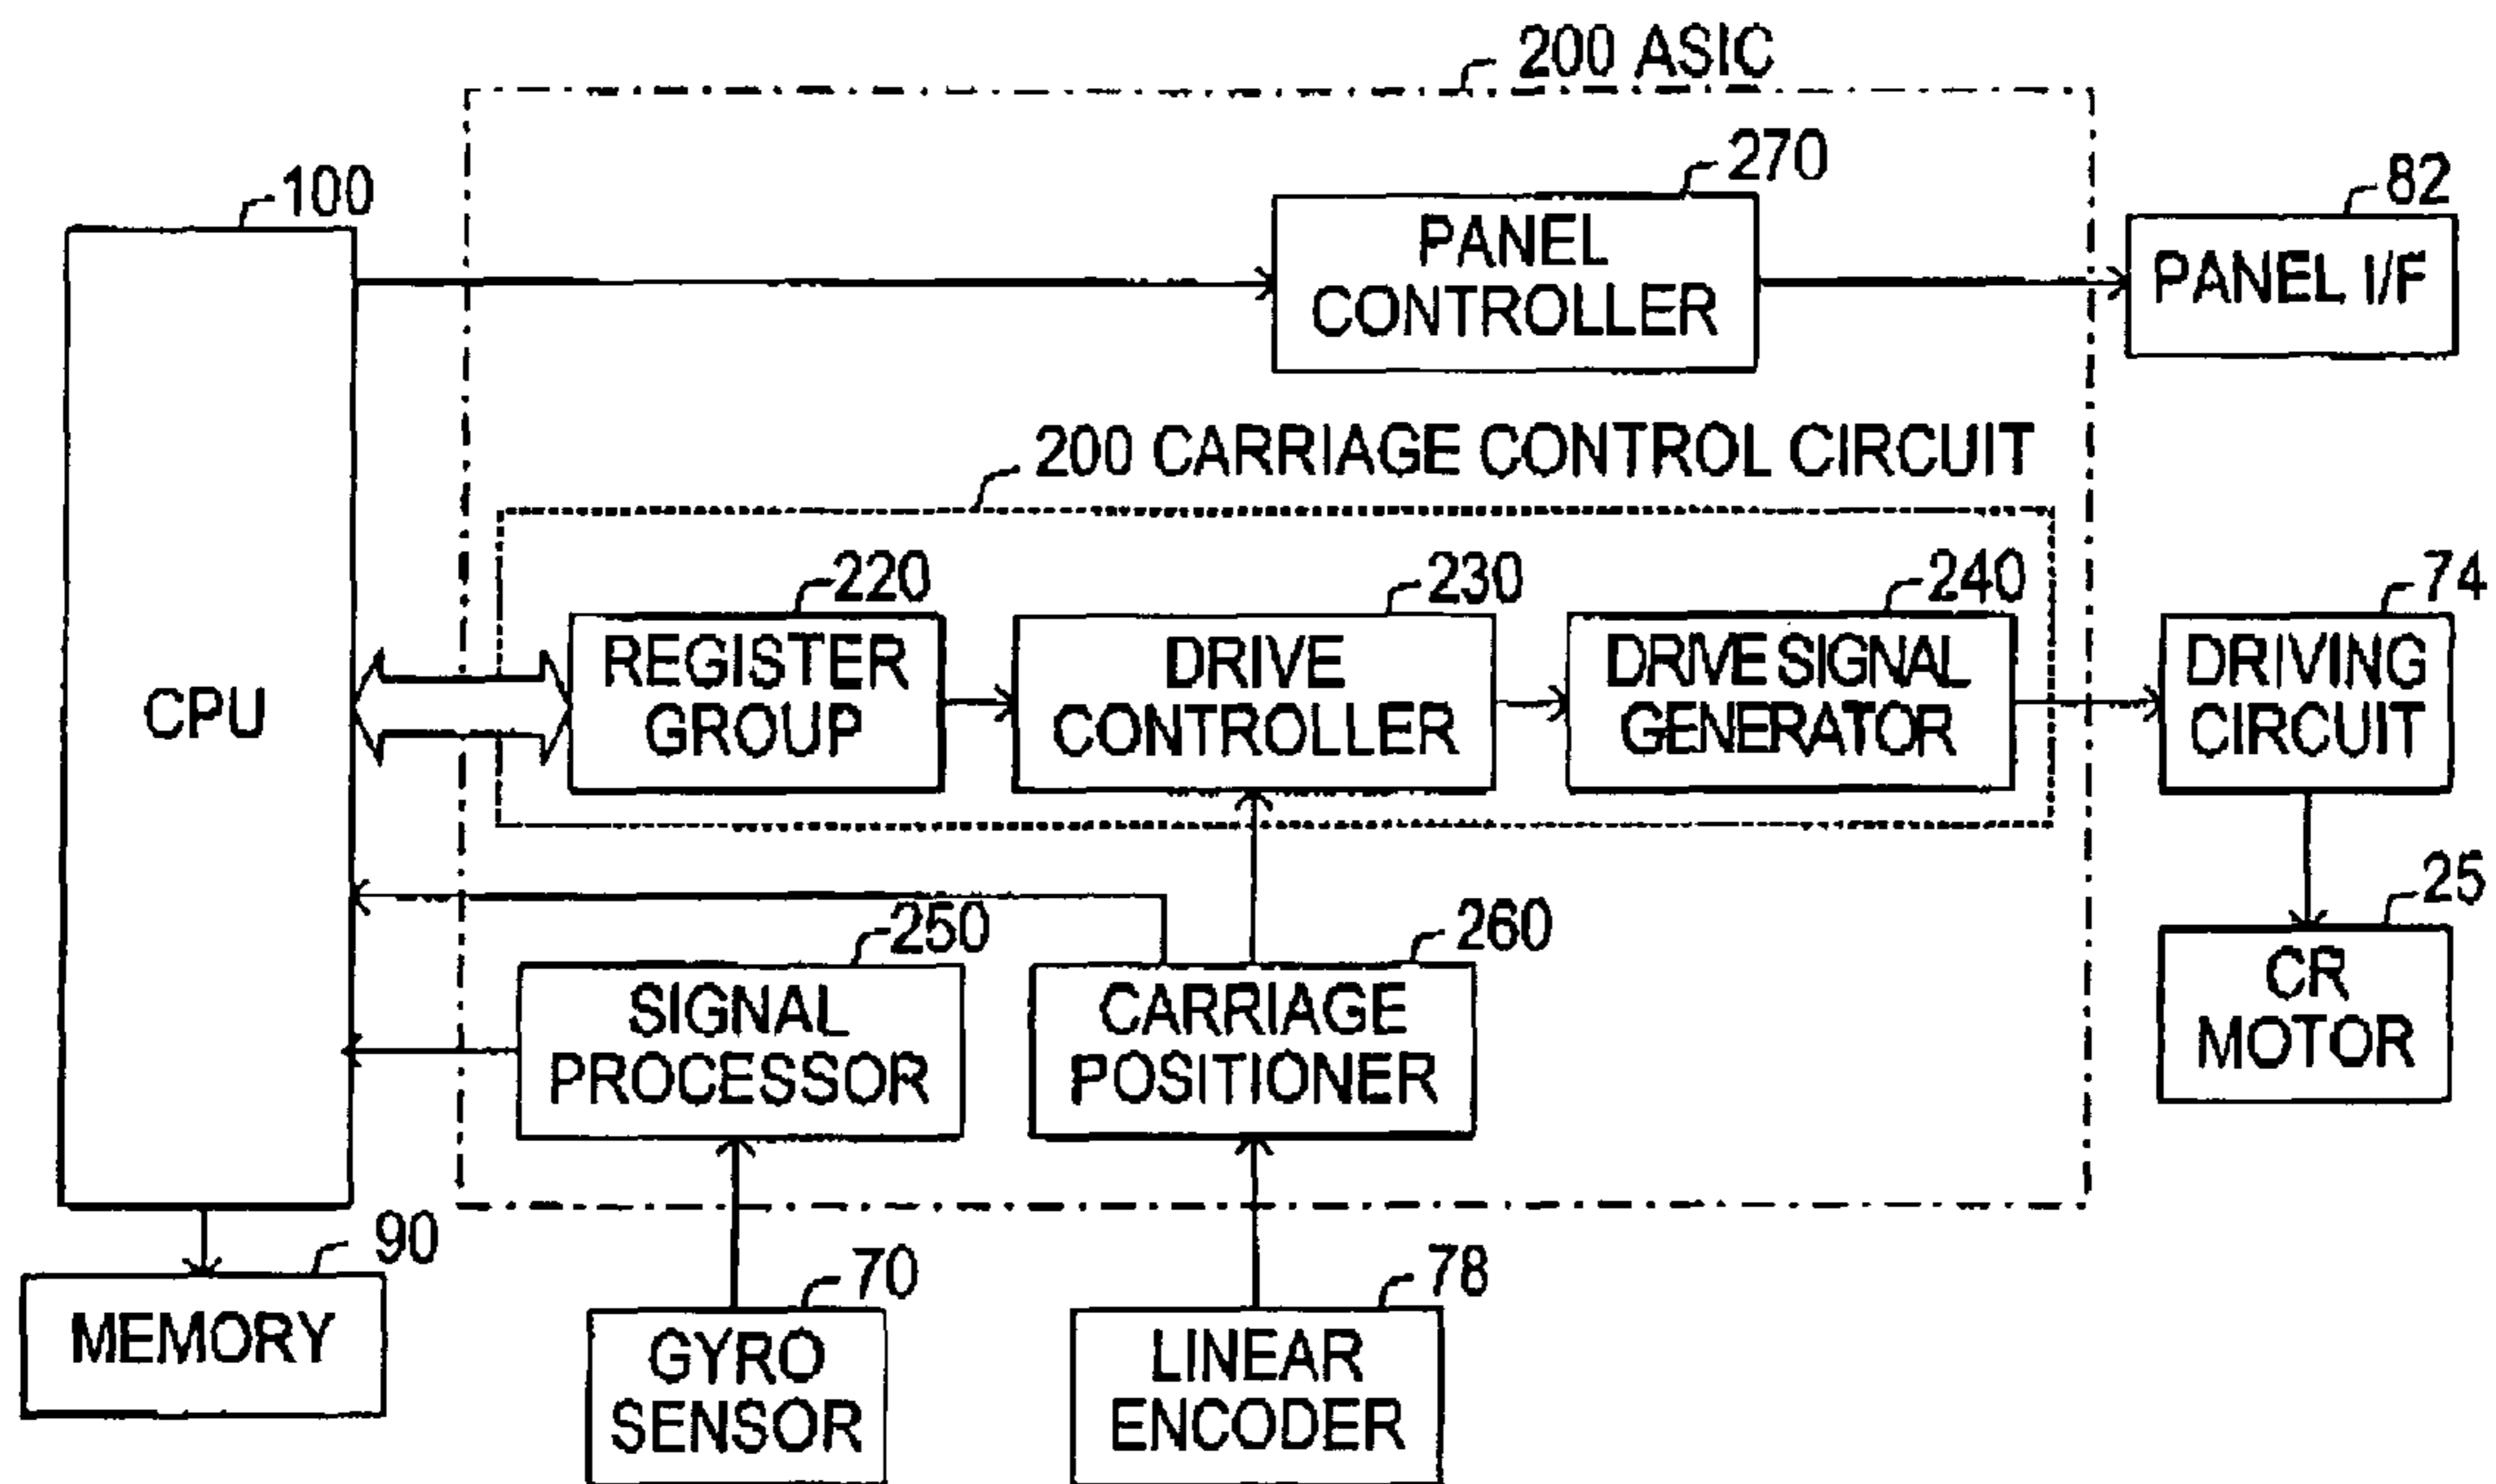 200 ASIC
270
82
100
PANEL
CONTROLLER
PANEL I/F
200 CARRIAGE CONTROL CIRCUIT
220
230
240
74
CPU
REGISTER
GROUP
DRIVE
CONTROLLER
DRIVE SIGNAL
GENERATOR
DRIVING
CIRCUIT
250
260
25
SIGNAL
PROCESSOR
CARRIAGE
POSITIONER
CR
MOTOR
90
70
78
MEMORY
GYRO
SENSOR
LINEAR
ENCODER